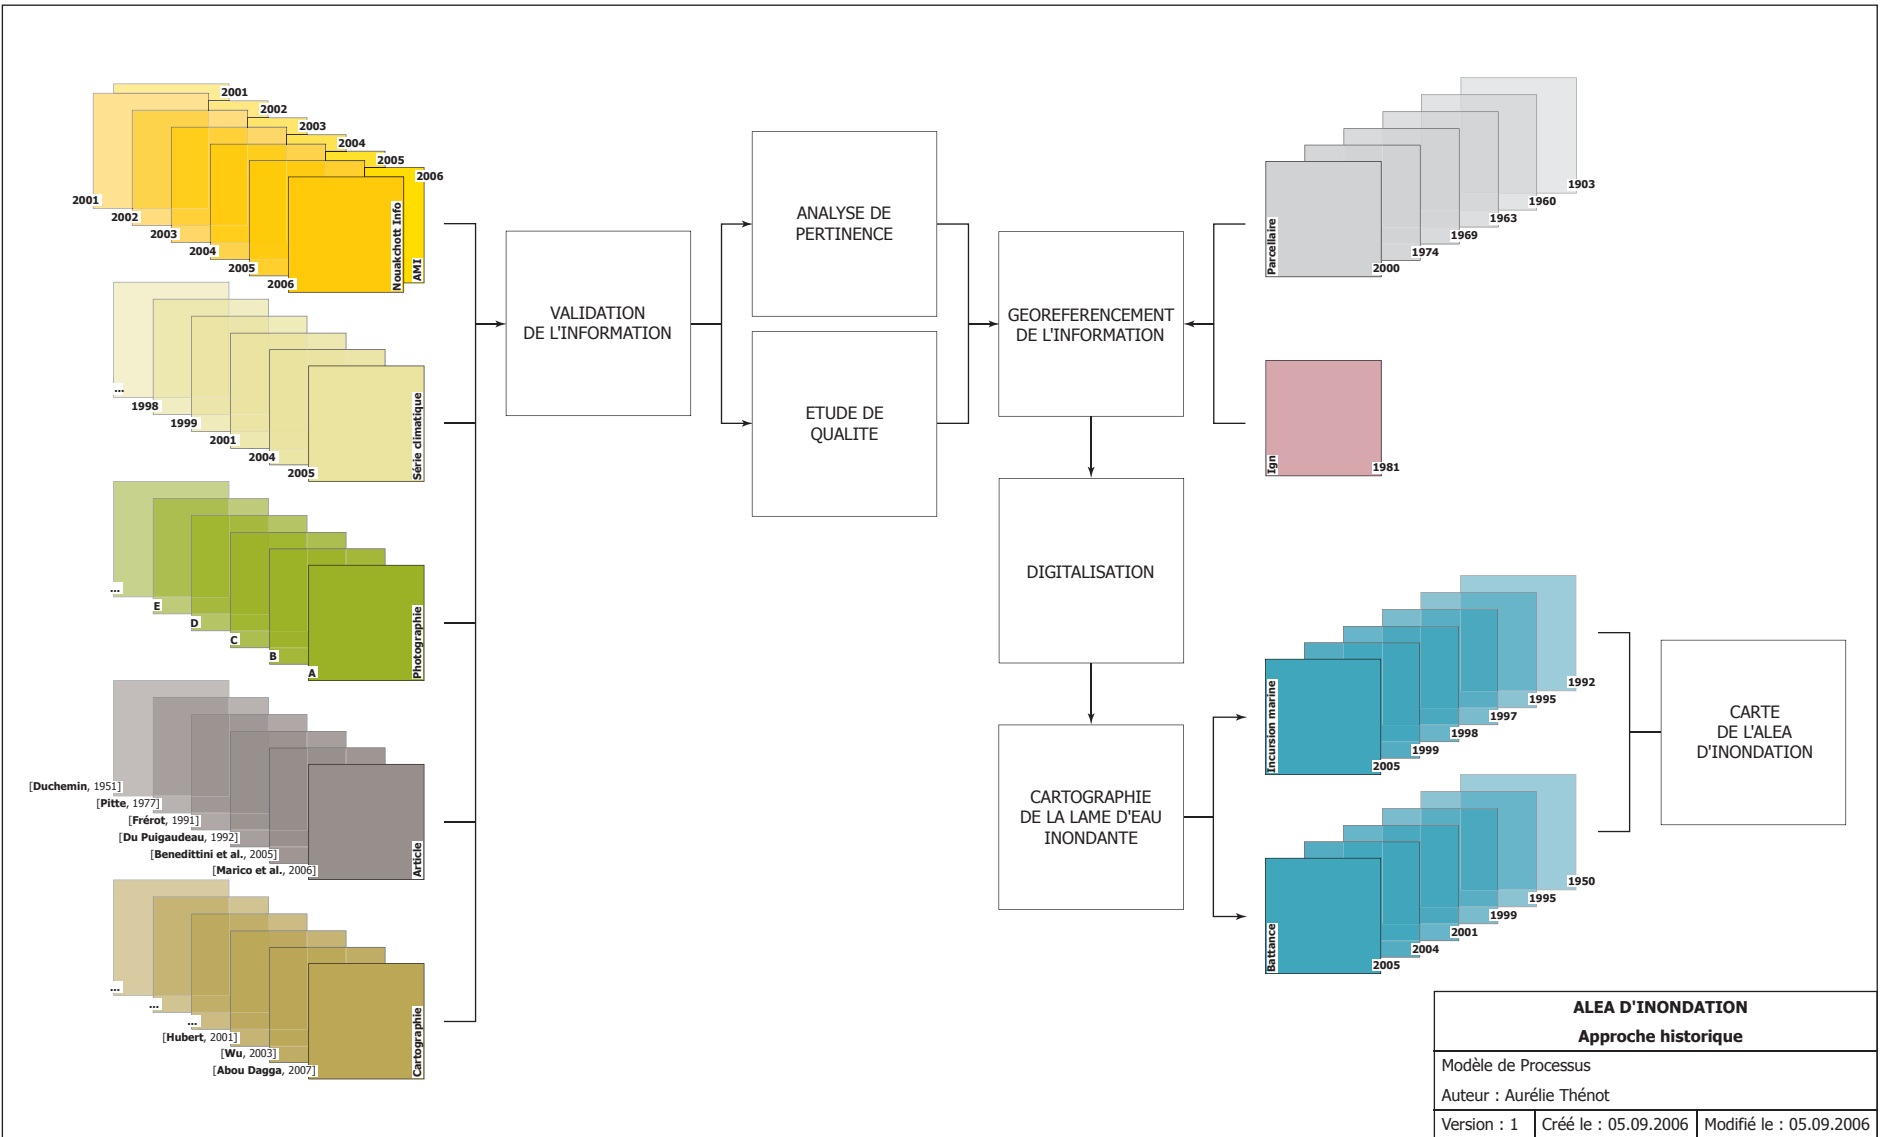 2001
2002
2003
2004
2005
2006
2001
2002
2003
2004
2005
2006
Nouakchott Info
AMI
...
1998
1999
2001
2004
2005
Série climatique
...
E
D
C
B
A
Photographie
[Duchemin, 1951]
[Pitte, 1977]
[Frérot, 1991]
[Du Puigaudeau, 1992]
[Benedittini et al., 2005]
[Marico et al., 2006]
Article
...
...
...
[Hubert, 2001]
[Wu, 2003]
[Abou Dagga, 2007]
Cartographie
VALIDATION
DE L'INFORMATION
ANALYSE DE
PERTINENCE
ETUDE DE
QUALITE
GEOREFERENCEMENT
DE L'INFORMATION
DIGITALISATION
CARTOGRAPHIE
DE LA LAME D'EAU
INONDANTE
1903
1960
1963
1969
1974
2000
Parcellaire
Ign
1981
1992
1995
1997
1998
1999
2005
Incursion marine
1950
1995
1999
2001
2004
2005
Battance
CARTE
DE L'ALEA
D'INONDATION
ALEA D'INONDATION
Approche historique
Modèle de Processus
Auteur : Aurélie Thénot
Version : 1
Créé le : 05.09.2006
Modifié le : 05.09.2006